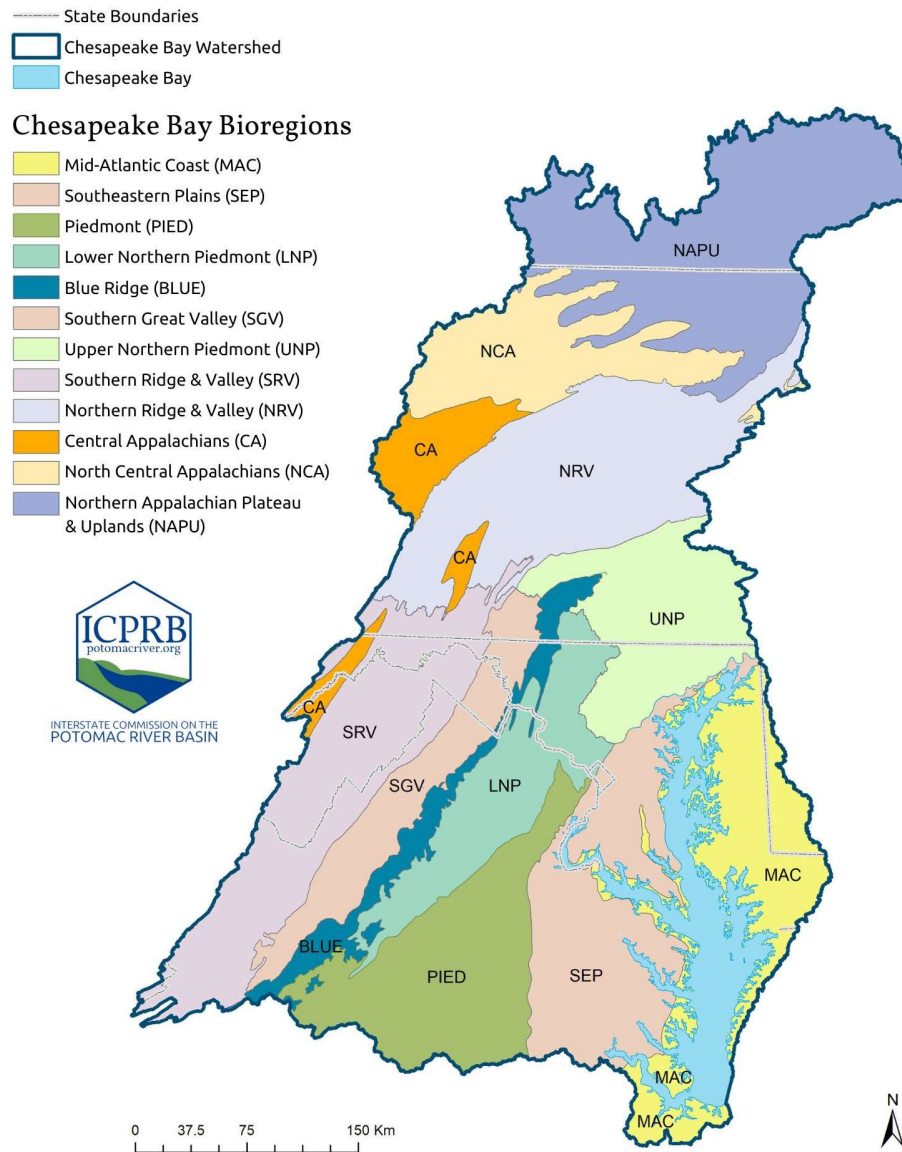 State Boundaries
Chesapeake Bay Watershed
Chesapeake Bay
Chesapeake Bay Bioregions
Mid-Atlantic Coast (MAC)
Southeastern Plains (SEP)
Piedmont (PIED)
Lower Northern Piedmont (LNP)
Blue Ridge (BLUE)
Southern Great Valley (SGV)
Upper Northern Piedmont (UNP)
Southern Ridge & Valley (SRV)
Northern Ridge & Valley (NRV)
Central Appalachians (CA)
North Central Appalachians (NCA)
Northern Appalachian Plateau
& Uplands (NAPU)
ICPRB
potomacriver.org
INTERSTATE COMMISSION ON THE
POTOMAC RIVER BASIN
NAPU
NCA
CA
NRV
CA
UNP
CA
SRV
SGV
LNP
MAC
BLUE
PIED
SEP
MAC
MAC
N
0 37.5 75 150 Km